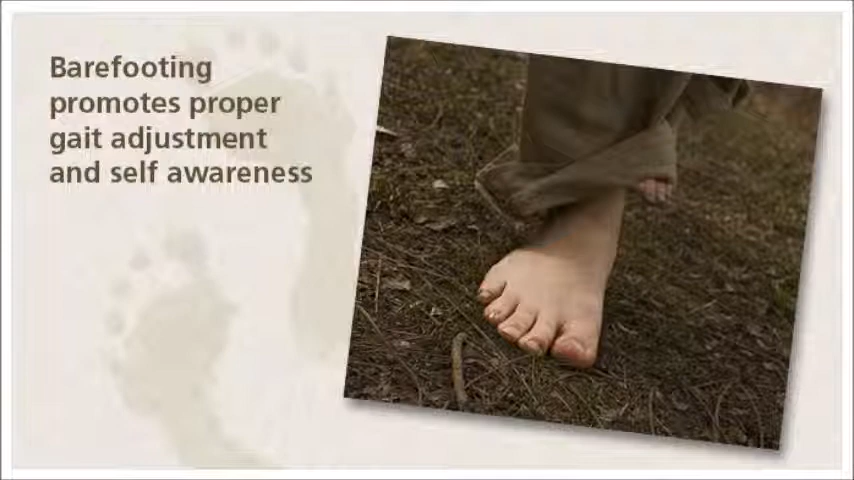 Barefooting
promotes proper
gait adjustment
and self awareness